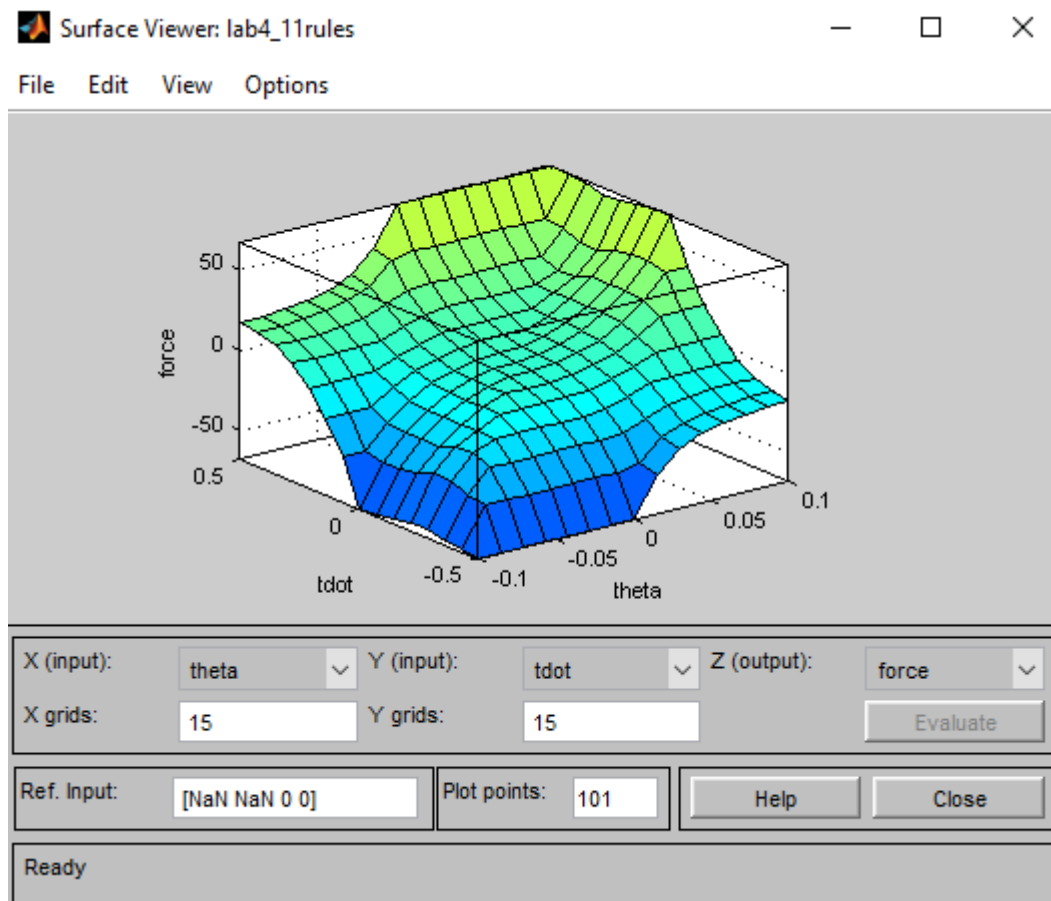 Surface Viewer: lab4_11rules
File Edit View Options
50
0
-50
force
0.5
0
-0.5
tdot
-0.1
-0.05
0
0.05
0.1
theta
X (input): theta Y (input): tdot Z (output): force
X grids: 15 Y grids: 15 Evaluate
Ref. Input: [NaN NaN 0 0] Plot points: 101 Help Close
Ready